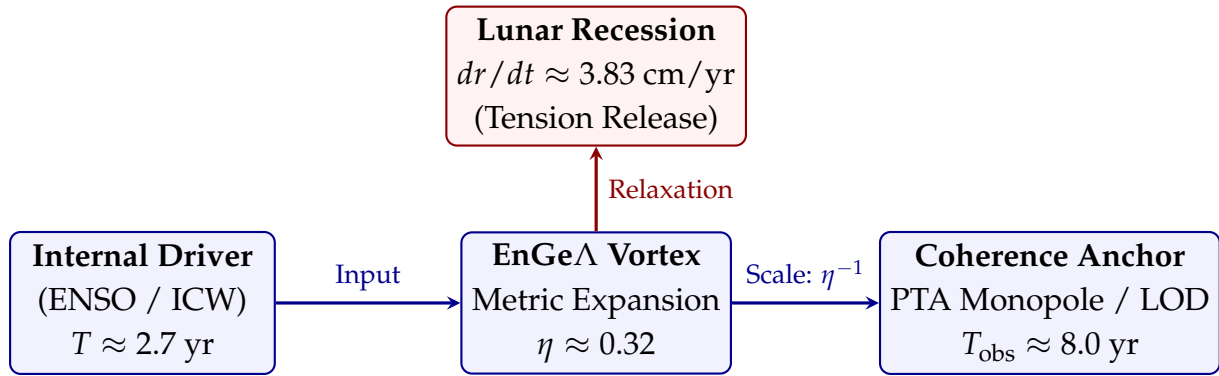 Lunar Recession
dr/dt ≈ 3.83 cm/yr
(Tension Release)
Relaxation
Internal Driver
(ENSO / ICW)
T ≈ 2.7 yr
Input
EnGeΛ Vortex
Metric Expansion
η ≈ 0.32
Scale: η⁻¹
Coherence Anchor
PTA Monopole / LOD
T_obs ≈ 8.0 yr